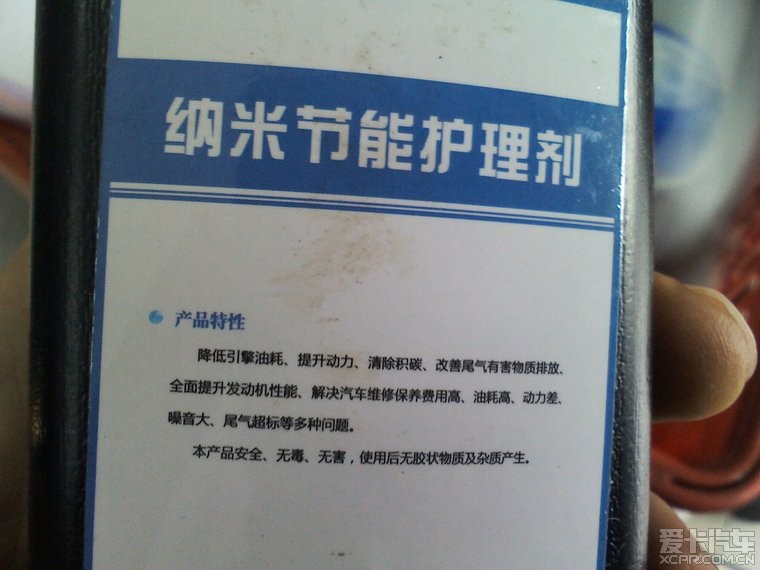 纳米节能护理剂
产品特性
降低引擎油耗、提升动力、清除积碳、改善尾气有害物质排放、
全面提升发动机性能、解决汽车维修保养费用高、油耗高、动力差、
噪音大、尾气超标等多种问题。
本产品安全、无毒、无害，使用后无胶状物质及杂质产生。
爱卡汽车
XCAR.COM.CN